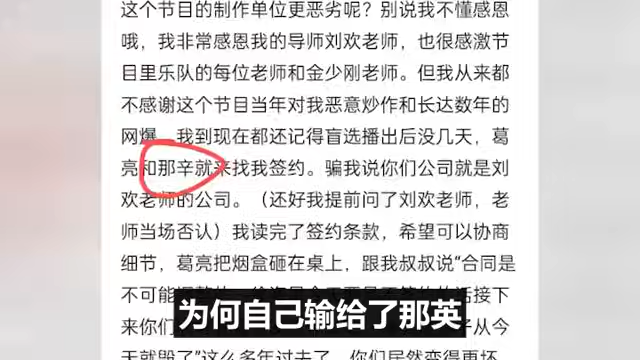 这个节目的制作单位更恶劣呢？别说我不懂感恩
哦，我非常感恩我的导师刘欢老师，也很感激节
目里乐队的每位老师和金少刚老师。但我从来都
不感谢这个节目当年对我恶意炒作和长达数年的
网爆。我到现在都还记得盲选播出后没几天，葛
亮和那辛就来找我签约。骗我说你们公司就是刘
欢老师的公司。（还好我提前问了刘欢老师，老
师当场否认）我读完了签约条款，希望可以协商
细节，葛亮把烟盒砸在桌上，跟我叔叔说“合同是
不可能
接下
来你们
子从今
天就毁了”这么多年过去了，你们居然变得更坏
为何自己输给了那英